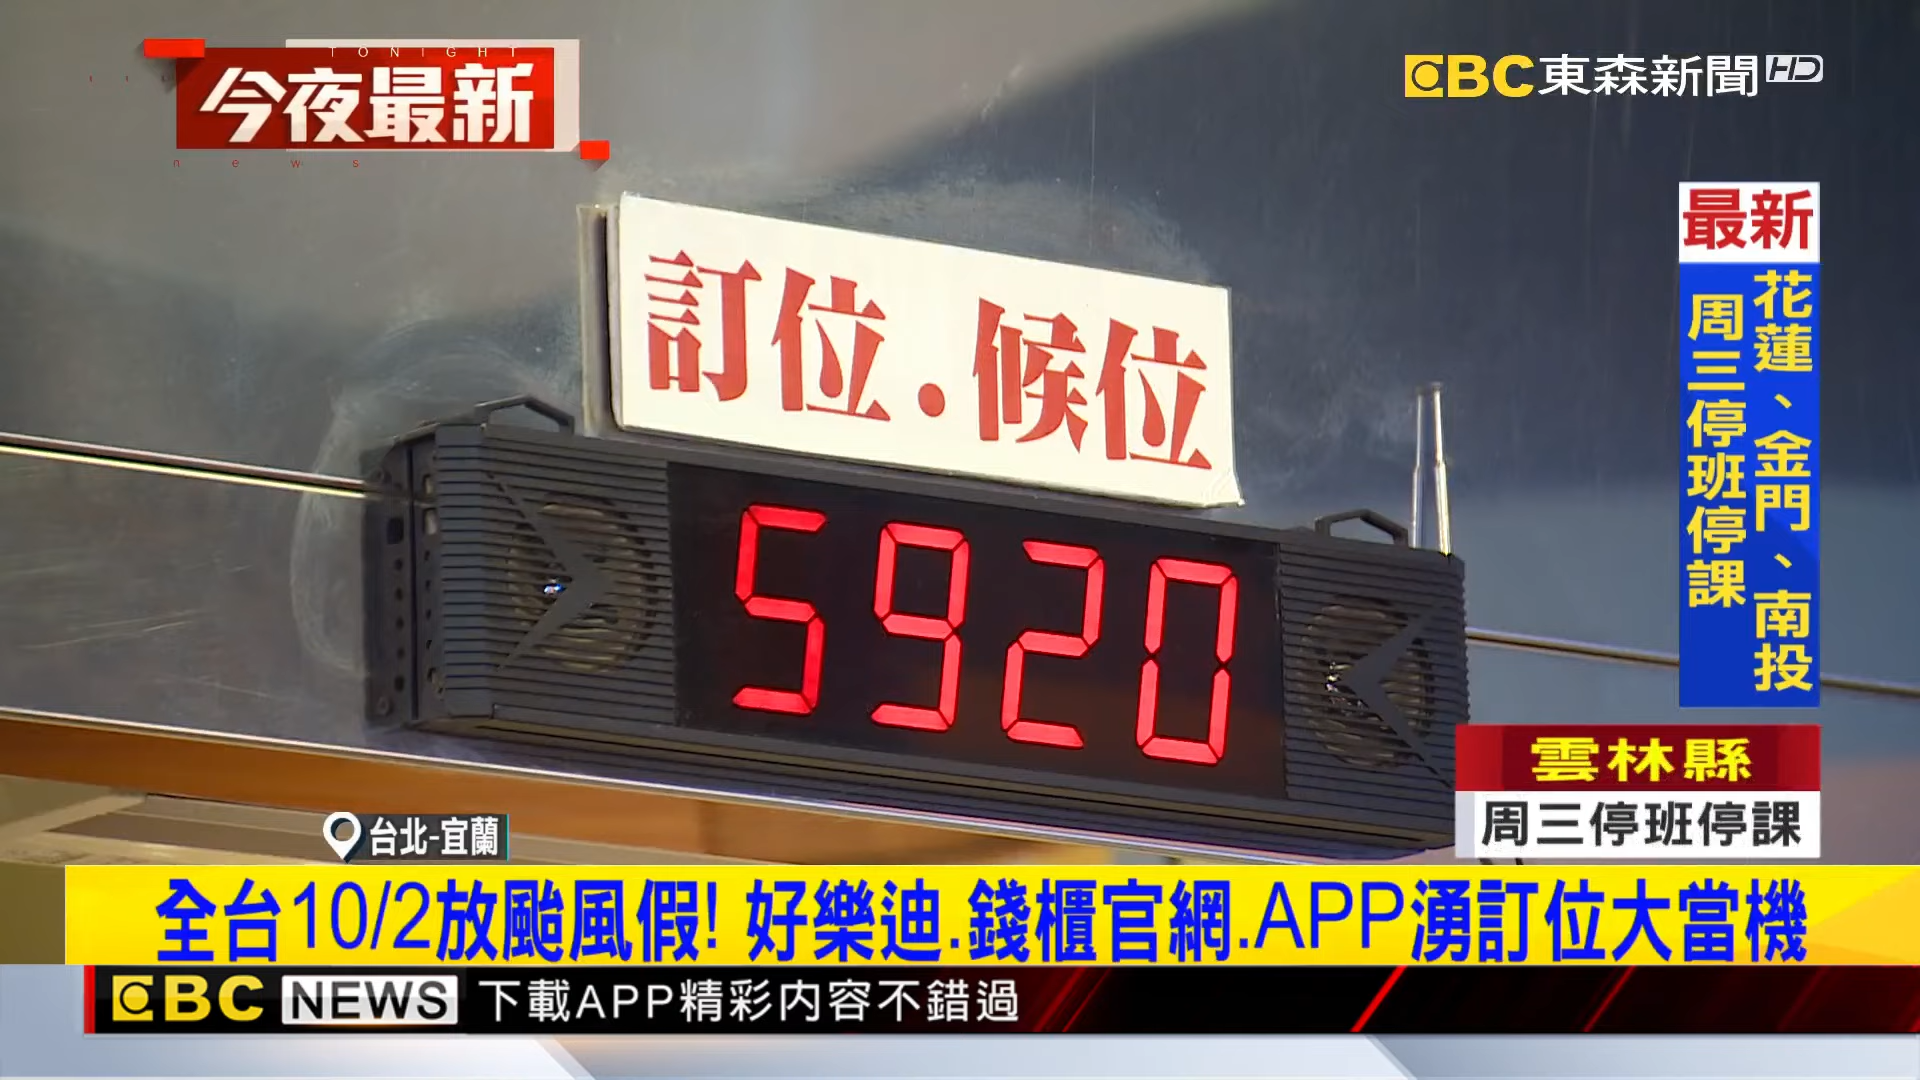 TONIGHT
今夜最新
news
EBC東森新聞HD
最新
花蓮、金門、南投
周三停班停課
訂位.候位
5920
雲林縣
周三停班停課
台北-宜蘭
全台10/2放颱風假! 好樂迪.錢櫃官網.APP湧訂位大當機
EBC NEWS 下載APP精彩內容不錯過